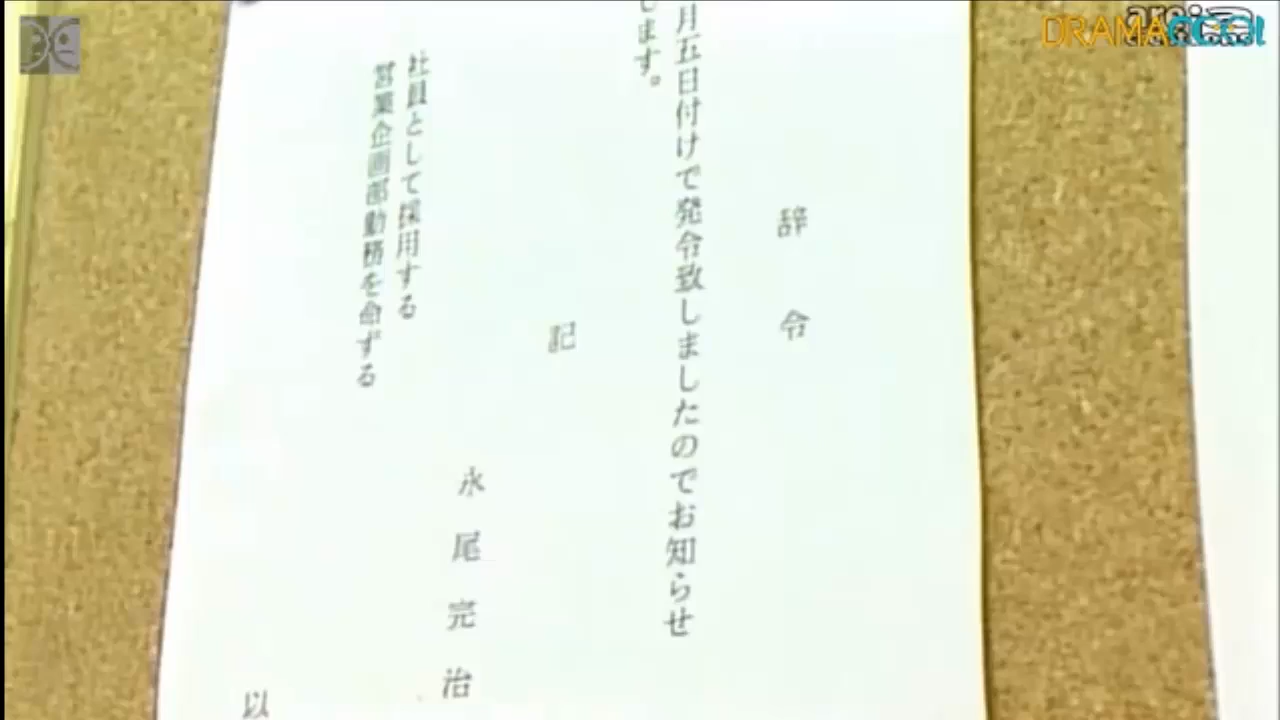 辞令
月五日付けで発令致しましたのでお知らせ
します。
記
永尾完治
社員として採用する
営業企画部勤務を命ずる
以
DRAMACOOL